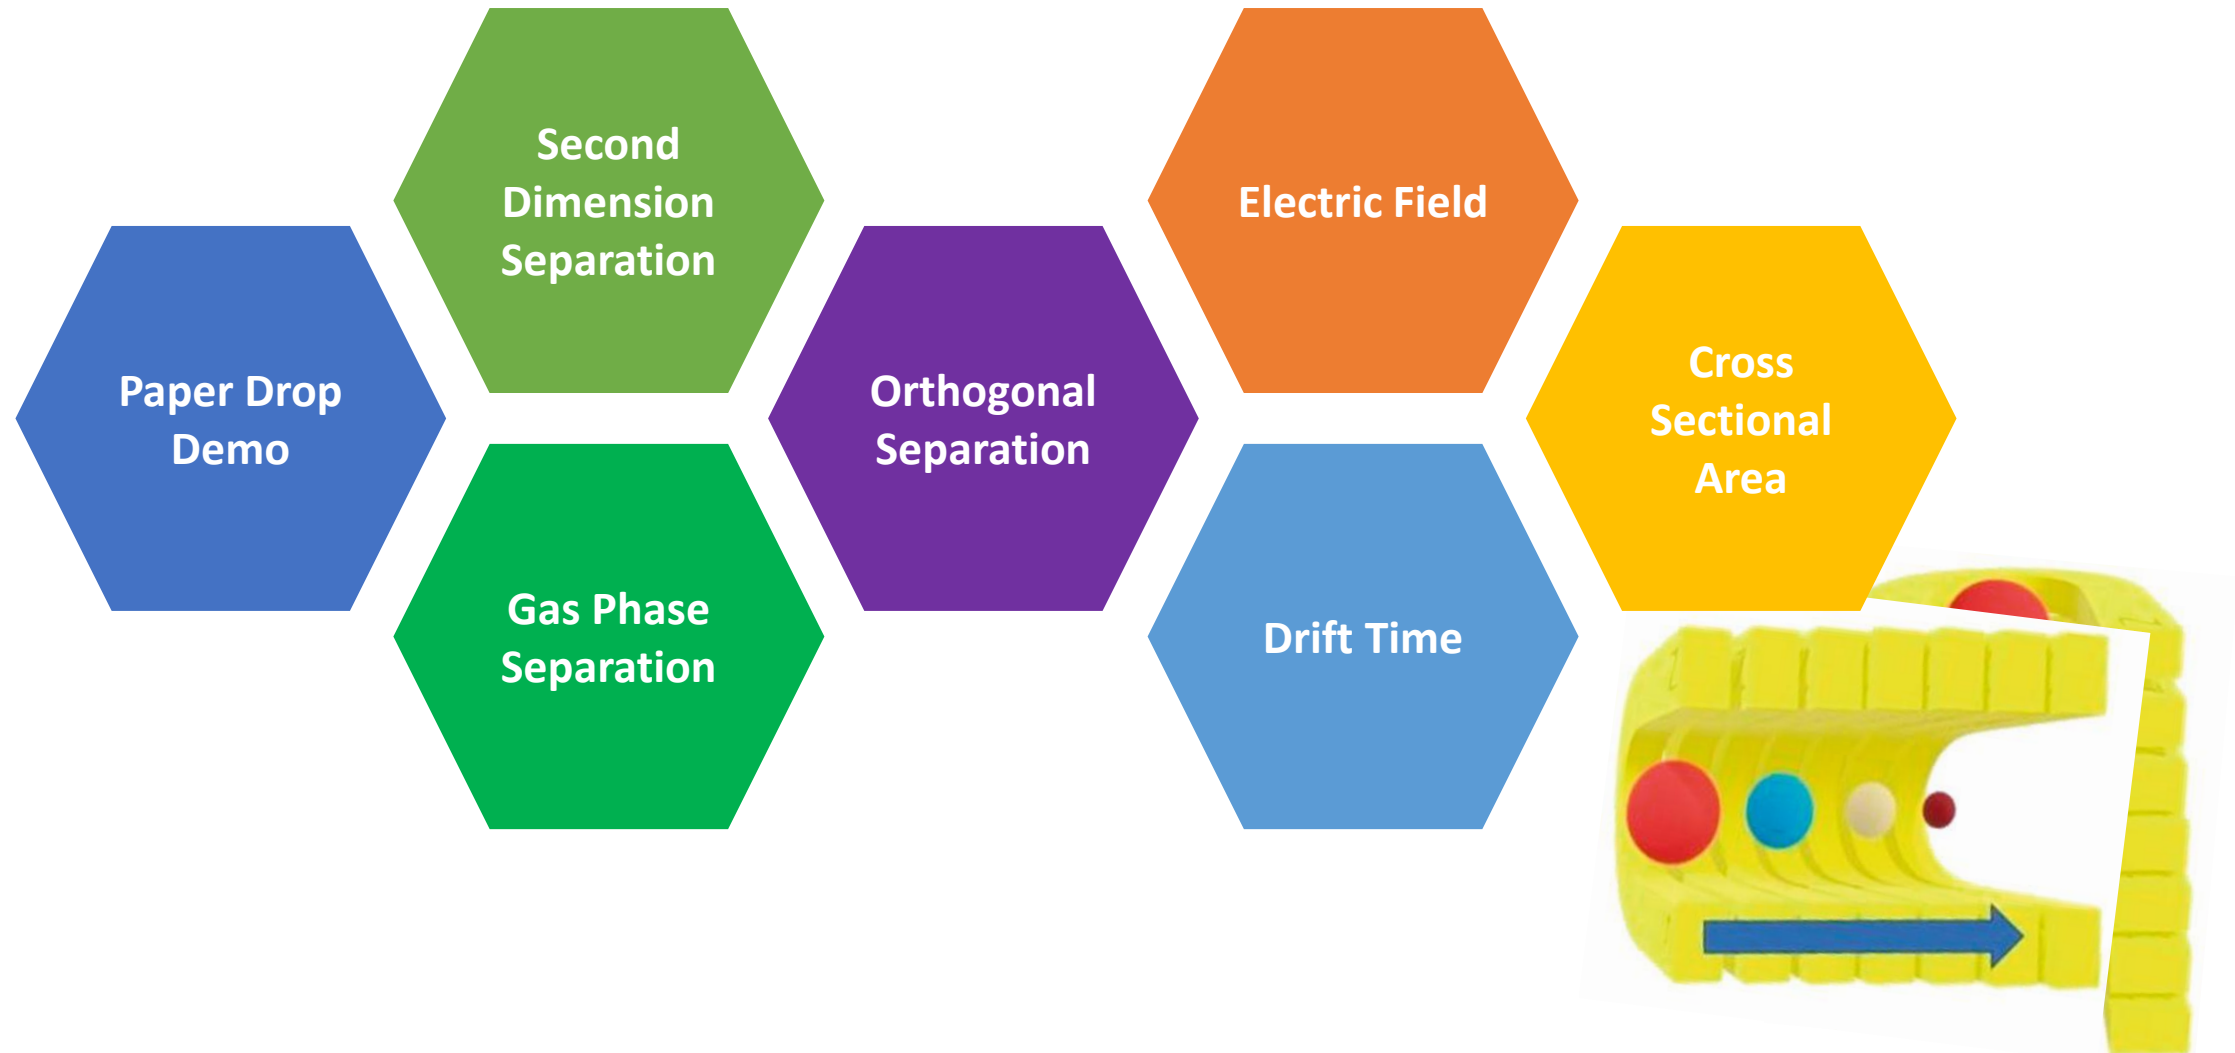 Paper Drop
Demo
Second
Dimension
Separation
Gas Phase
Separation
Orthogonal
Separation
Electric Field
Drift Time
Cross
Sectional
Area